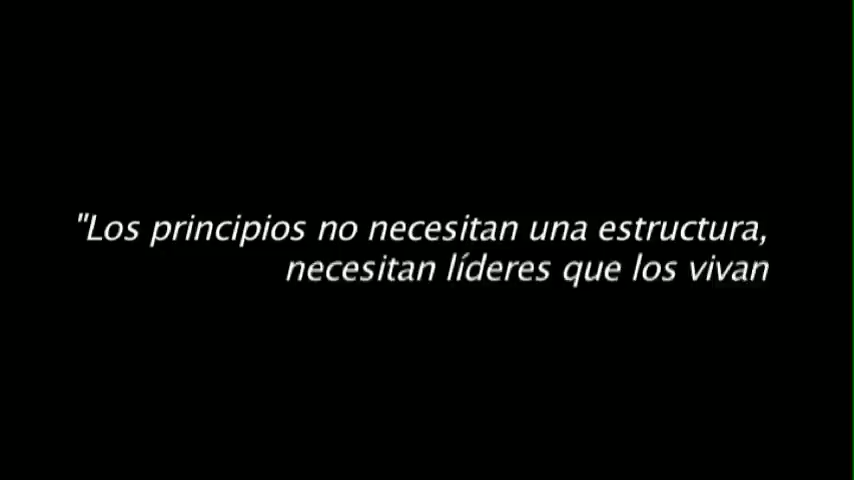 "Los principios no necesitan una estructura,
necesitan líderes que los vivan